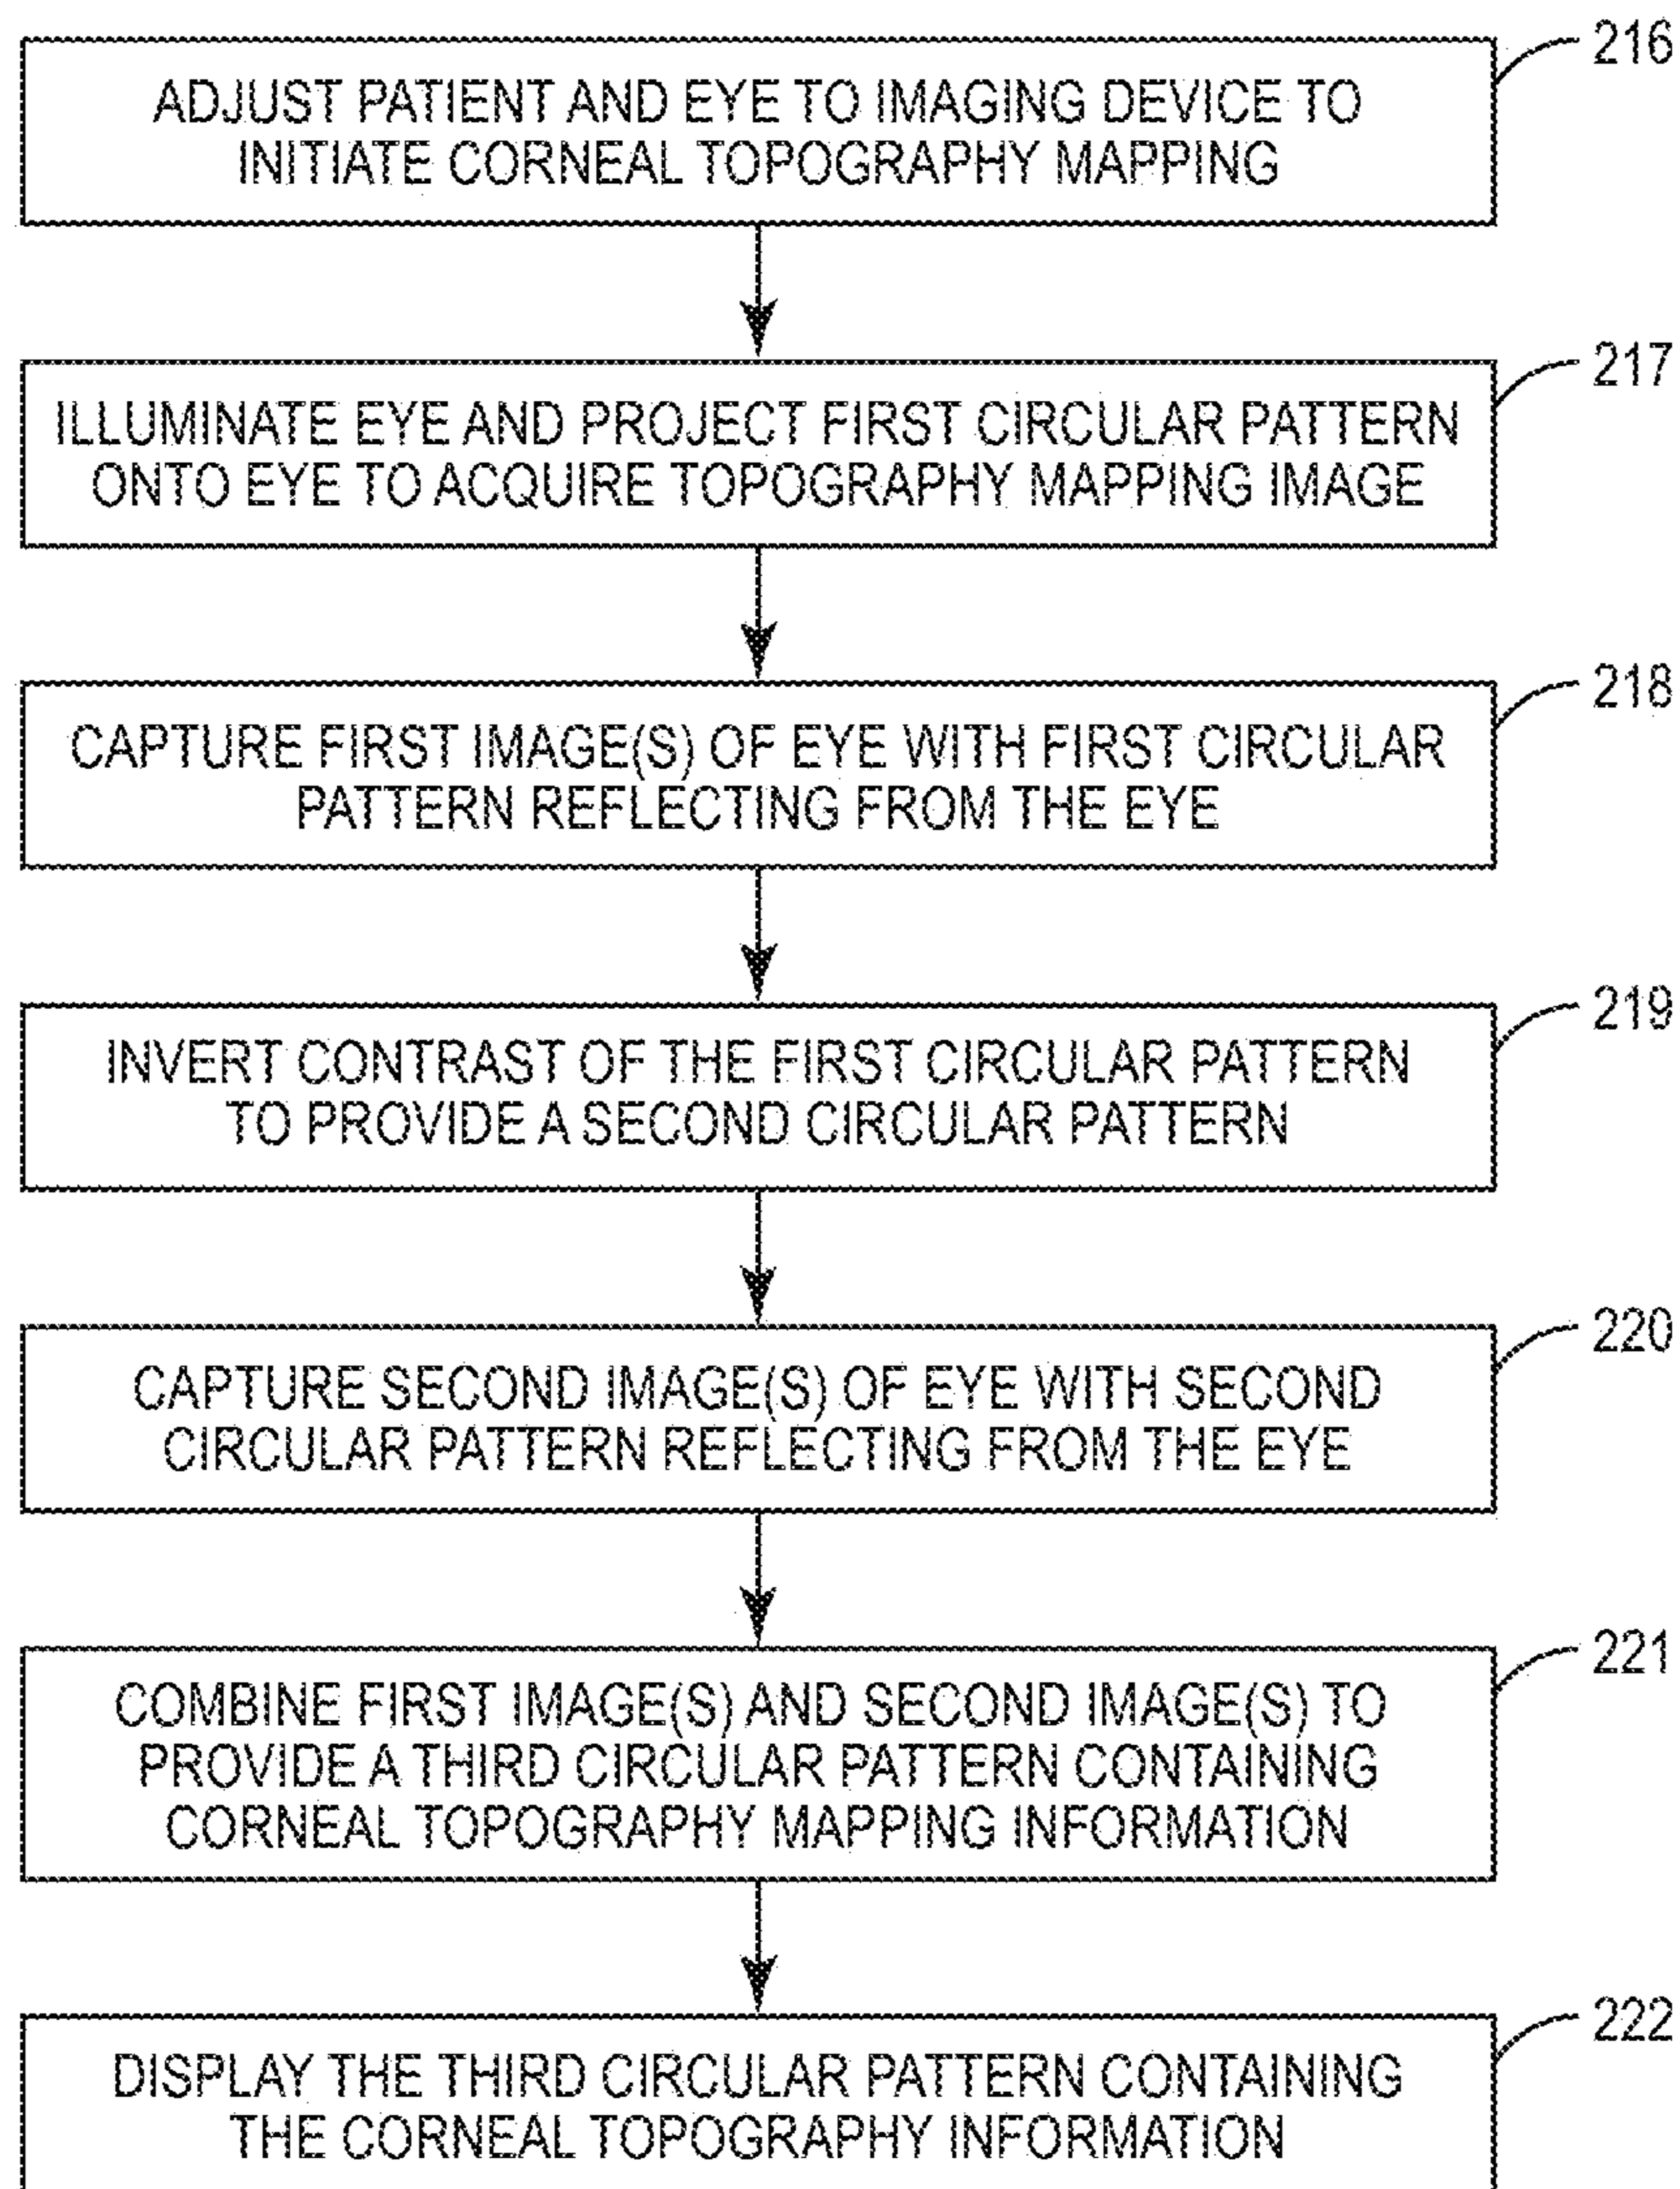 216
ADJUST PATIENT AND EYE TO IMAGING DEVICE TO
INITIATE CORNEAL TOPOGRAPHY MAPPING
217
ILLUMINATE EYE AND PROJECT FIRST CIRCULAR PATTERN
ONTO EYE TO ACQUIRE TOPOGRAPHY MAPPING IMAGE
218
CAPTURE FIRST IMAGE(S) OF EYE WITH FIRST CIRCULAR
PATTERN REFLECTING FROM THE EYE
219
INVERT CONTRAST OF THE FIRST CIRCULAR PATTERN
TO PROVIDE A SECOND CIRCULAR PATTERN
220
CAPTURE SECOND IMAGE(S) OF EYE WITH SECOND
CIRCULAR PATTERN REFLECTING FROM THE EYE
221
COMBINE FIRST IMAGE(S) AND SECOND IMAGE(S) TO
PROVIDE A THIRD CIRCULAR PATTERN CONTAINING
CORNEAL TOPOGRAPHY MAPPING INFORMATION
222
DISPLAY THE THIRD CIRCULAR PATTERN CONTAINING
THE CORNEAL TOPOGRAPHY INFORMATION